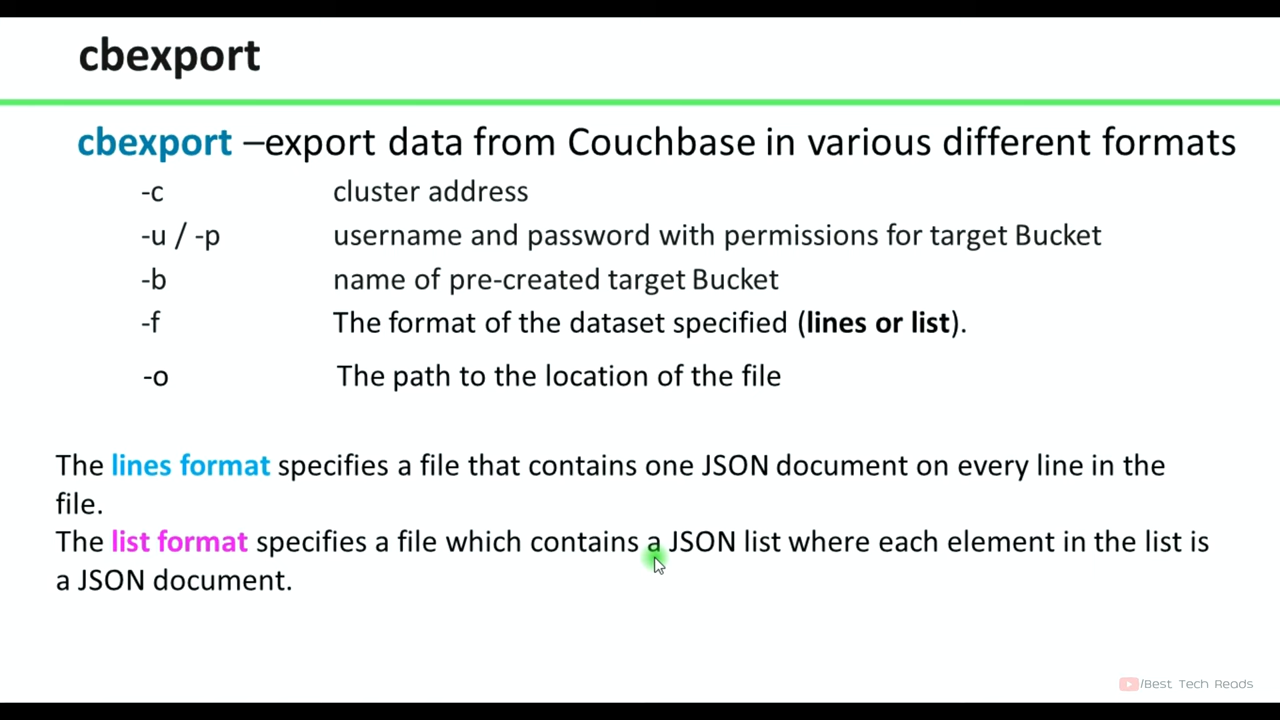 cbexport
cbexport –export data from Couchbase in various different formats
-c cluster address
-u / -p username and password with permissions for target Bucket
-b name of pre-created target Bucket
-f The format of the dataset specified (lines or list).
-o The path to the location of the file
The lines format specifies a file that contains one JSON document on every line in the
file.
The list format specifies a file which contains a JSON list where each element in the list is
a JSON document.
/Best Tech Reads